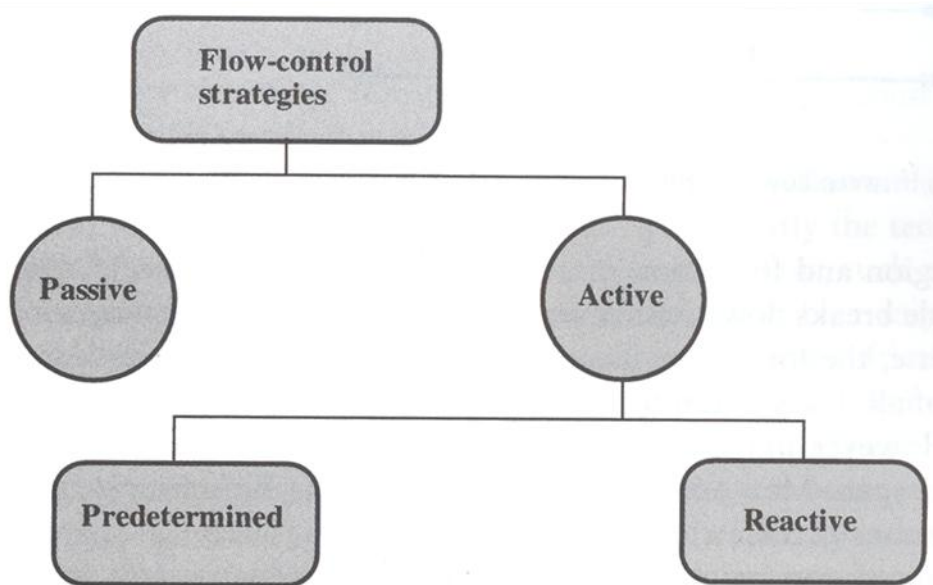 Flow-control
strategies
Passive
Active
Predetermined
Reactive